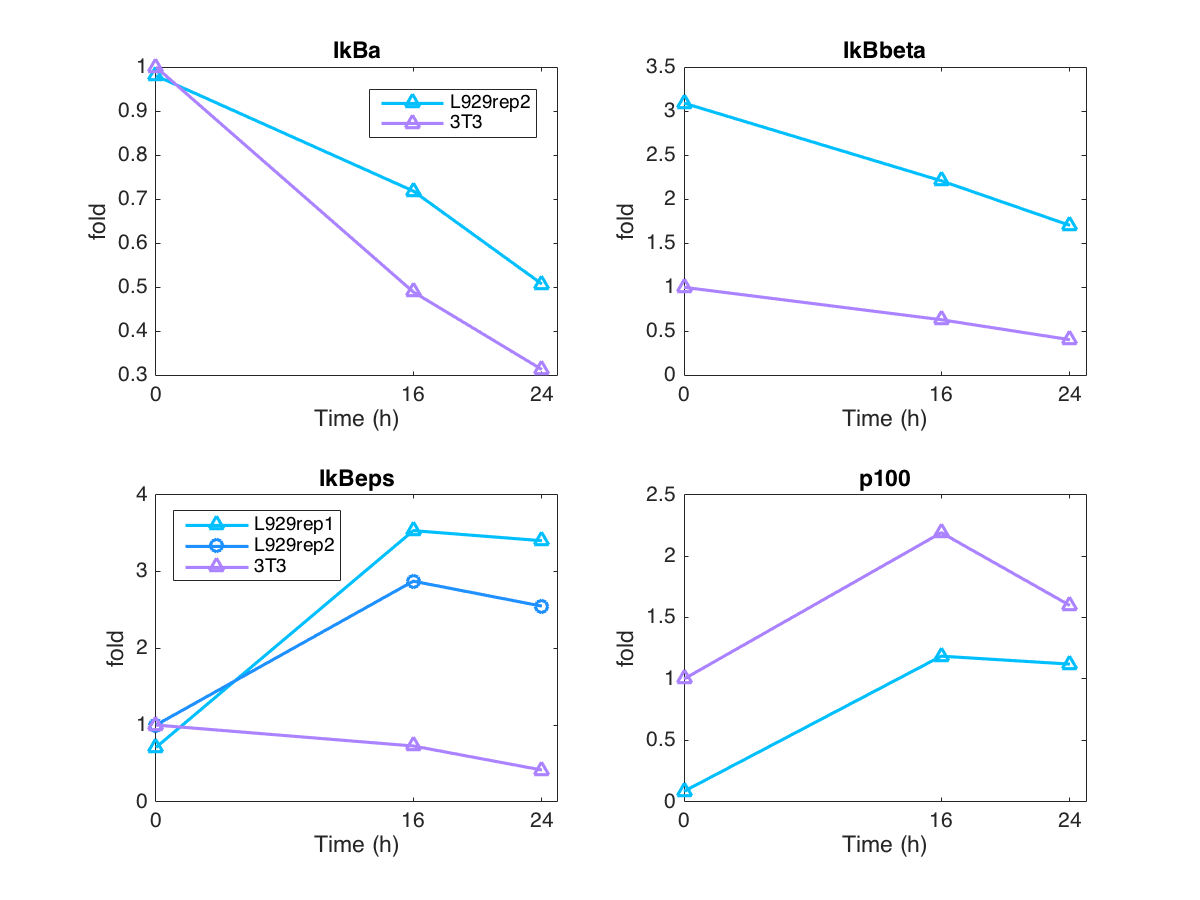 IkBa
1
0.9
0.8
0.7
0.6
0.5
0.4
0.3
fold
L929rep2
3T3
0 16 24
Time (h)
IkBbeta
3.5
3
2.5
2
1.5
1
0.5
0
fold
0 16 24
Time (h)
IkBeps
4
3
2
1
0
fold
L929rep1
L929rep2
3T3
0 16 24
Time (h)
p100
2.5
2
1.5
1
0.5
0
fold
0 16 24
Time (h)